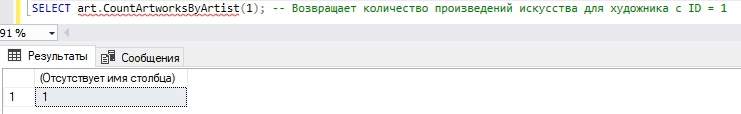 SELECT art.CountArtworksByArtist(1); -- Возвращает количество произведений искусства для художника с ID = 1
91 %
Результаты Сообщения
(Отсутствует имя столбца)
1 1